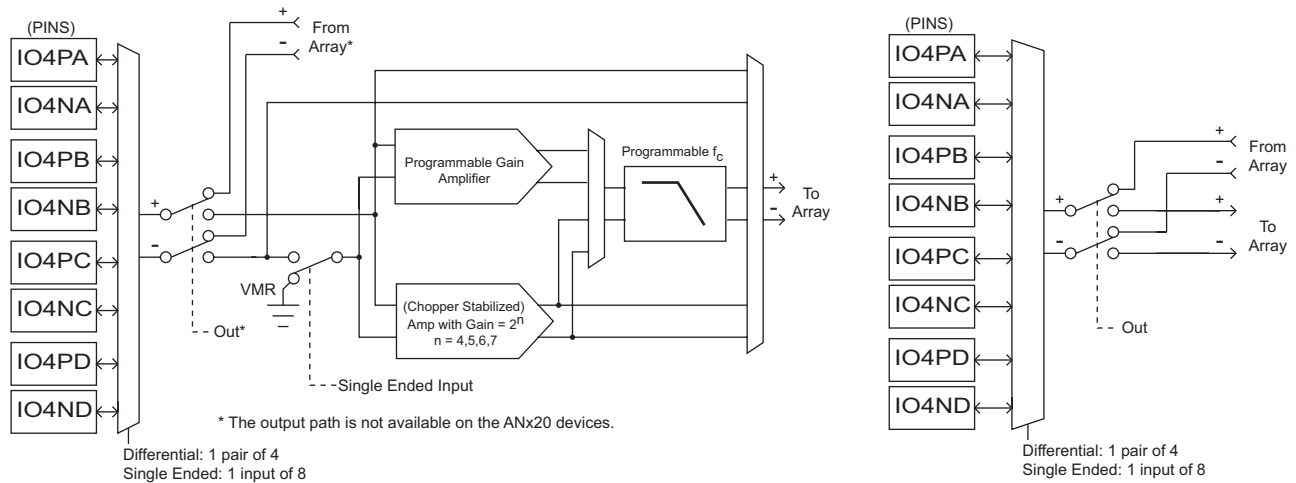 (PINS)
IO4PA
IO4NA
IO4PB
IO4NB
IO4PC
IO4NC
IO4PD
IO4ND
+
-
+
-
From
Array*
Out*
-
VMR
Single Ended Input
Programmable Gain
Amplifier
(Chopper Stabilized)
Amp with Gain = 2n
n = 4,5,6,7
Programmable fc
+
-
To
Array
* The output path is not available on the ANx20 devices.
Differential: 1 pair of 4
Single Ended: 1 input of 8
(PINS)
IO4PA
IO4NA
IO4PB
IO4NB
IO4PC
IO4NC
IO4PD
IO4ND
+
-
+
-
From
Array
+
-
To
Array
Out
Differential: 1 pair of 4
Single Ended: 1 input of 8